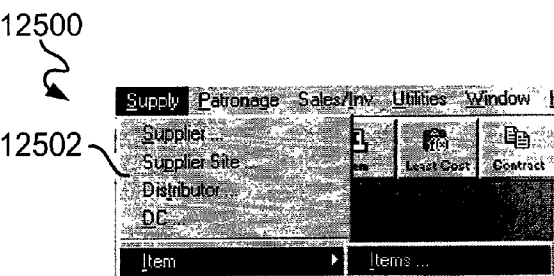 12500
Supply Patronage Sales/Inv Utilities Window
12502
Supplier ...
Least Cost Contract
Supplier Site ...
Distributor ...
DC ...
Item Items ...